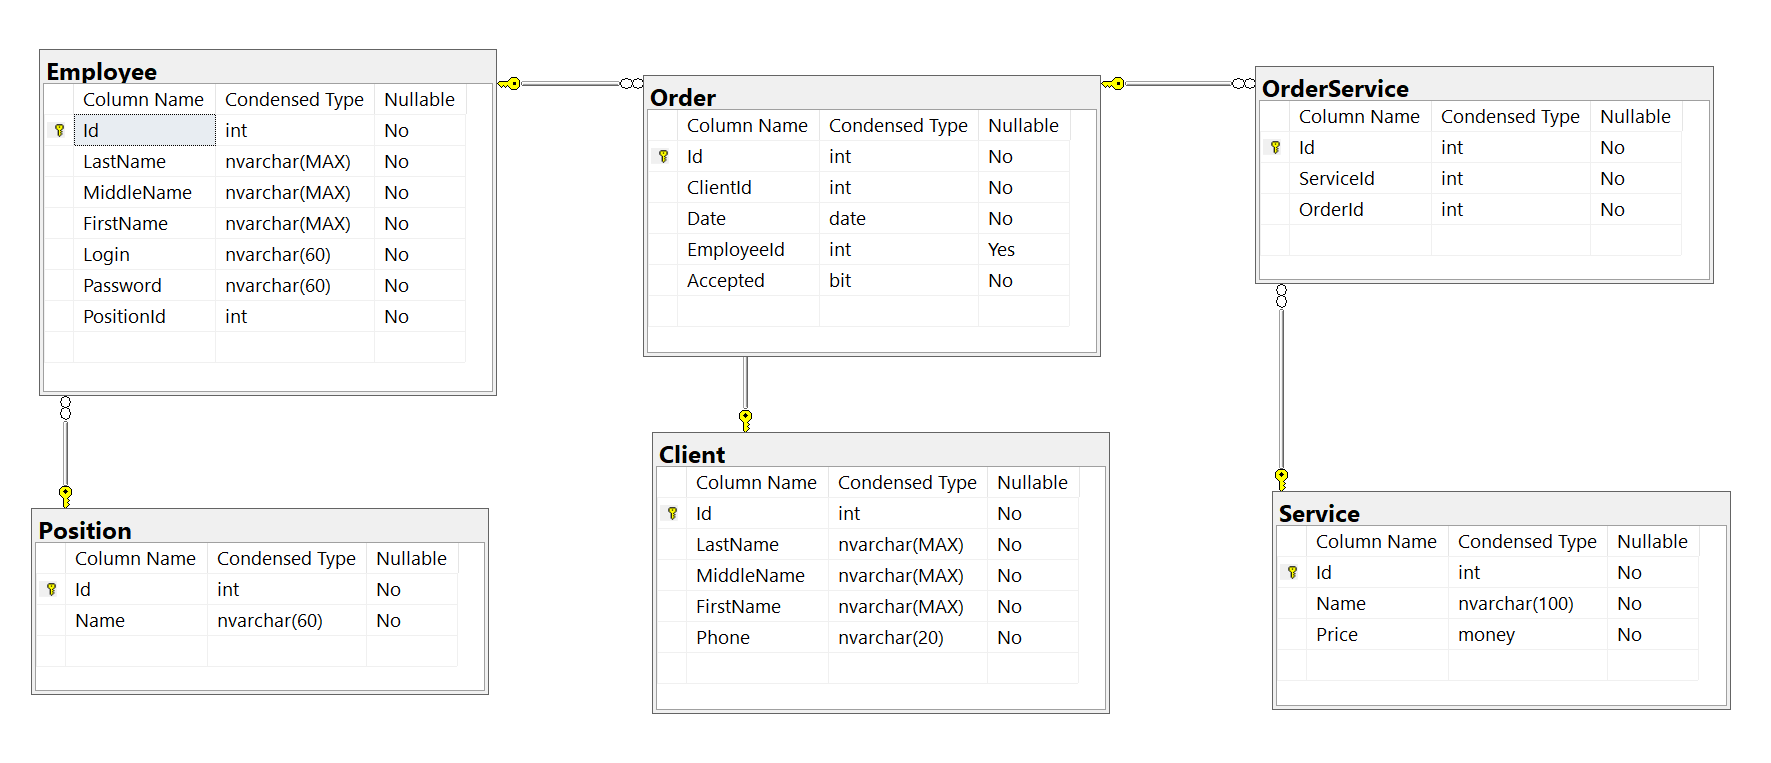 Employee
Column Name Condensed Type Nullable
Id int No
LastName nvarchar(MAX) No
MiddleName nvarchar(MAX) No
FirstName nvarchar(MAX) No
Login nvarchar(60) No
Password nvarchar(60) No
PositionId int No
Order
Column Name Condensed Type Nullable
Id int No
ClientId int No
Date date No
EmployeeId int Yes
Accepted bit No
OrderService
Column Name Condensed Type Nullable
Id int No
ServiceId int No
OrderId int No
Position
Column Name Condensed Type Nullable
Id int No
Name nvarchar(60) No
Client
Column Name Condensed Type Nullable
Id int No
LastName nvarchar(MAX) No
MiddleName nvarchar(MAX) No
FirstName nvarchar(MAX) No
Phone nvarchar(20) No
Service
Column Name Condensed Type Nullable
Id int No
Name nvarchar(100) No
Price money No